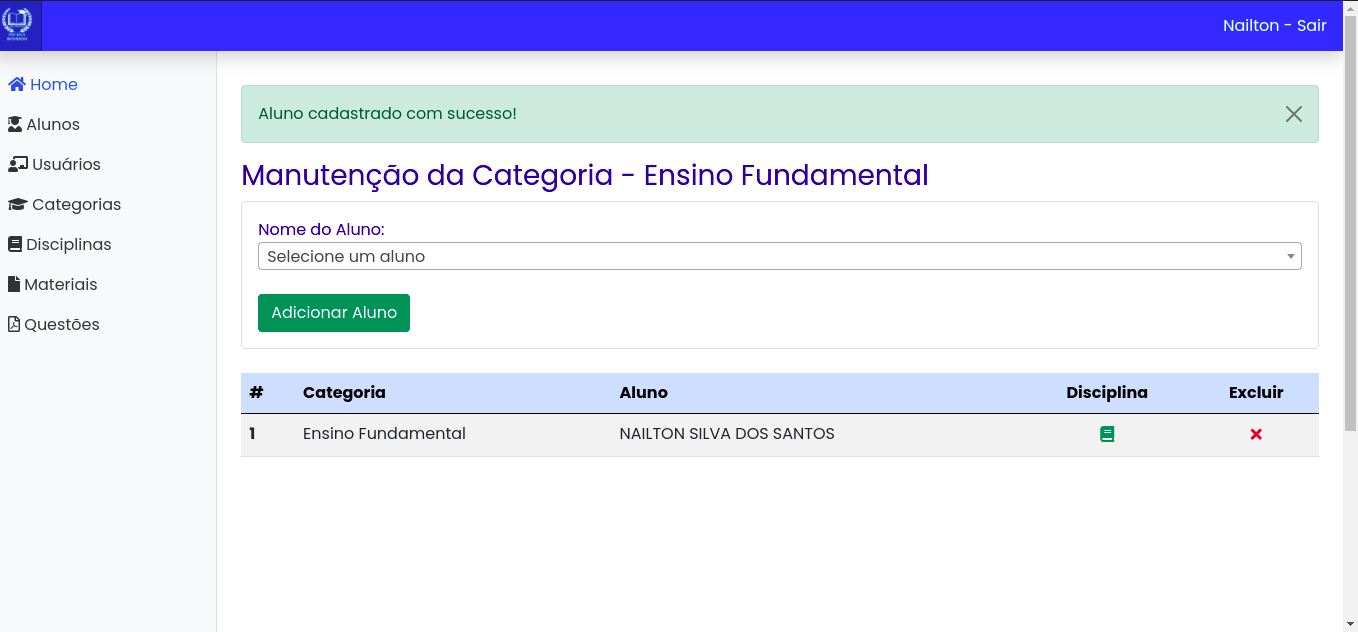 Nailton - Sair
Home
Alunos
Usuários
Categorias
Disciplinas
Materiais
Questões
Aluno cadastrado com sucesso!
Manutenção da Categoria - Ensino Fundamental
Nome do Aluno:
Selecione um aluno
Adicionar Aluno
# Categoria Aluno Disciplina Excluir
1 Ensino Fundamental NAILTON SILVA DOS SANTOS